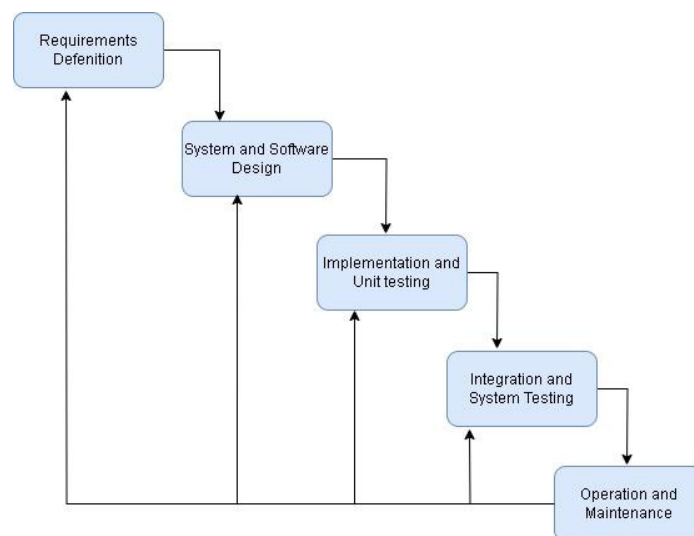 Requirements
Defenition
System and Software
Design
Implementation and
Unit testing
Integration and
System Testing
Operation and
Maintenance